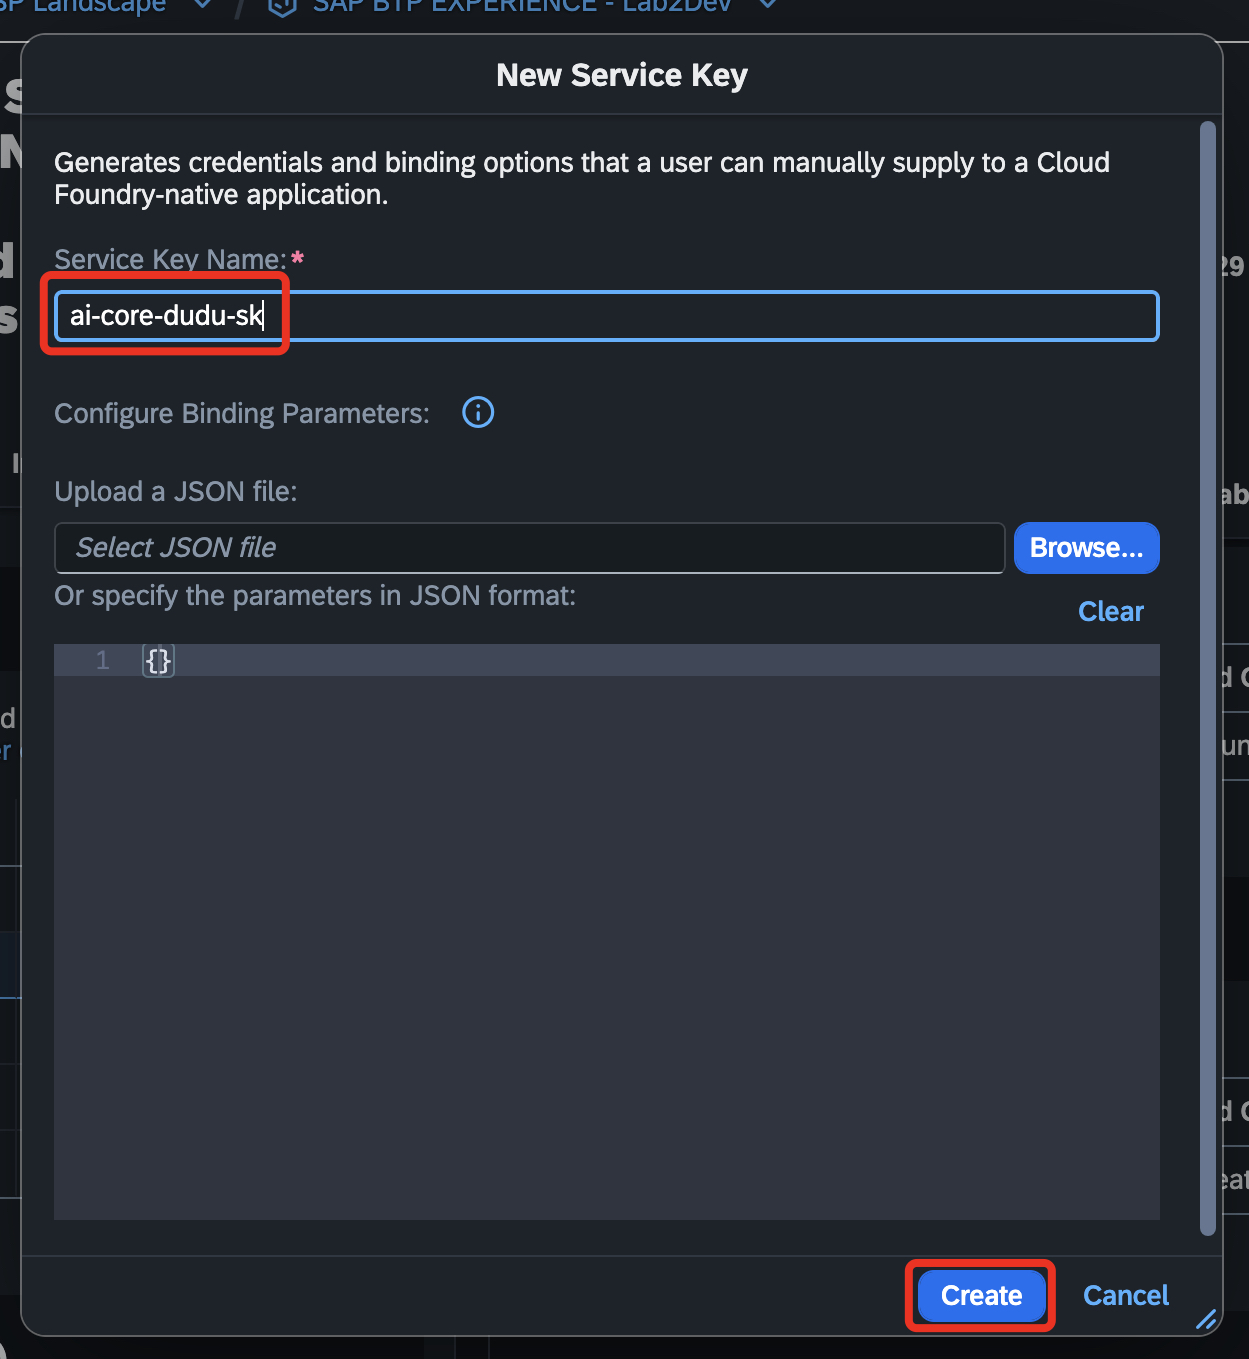 SP Landscape / SAP BTP EXPERIENCE - Lab2Dev
New Service Key
Generates credentials and binding options that a user can manually supply to a Cloud
Foundry-native application.
Service Key Name:*
ai-core-dudu-sk
Configure Binding Parameters:
Upload a JSON file:
Select JSON file
Browse...
Or specify the parameters in JSON format:
Clear
1 {}
Create
Cancel